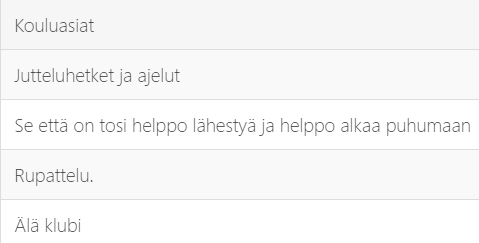 Kouluasiat
Jutteluhetket ja ajelut
Se että on tosi helppo lähestyä ja helppo alkaa puhumaan
Rupattelu.
Älä klubi